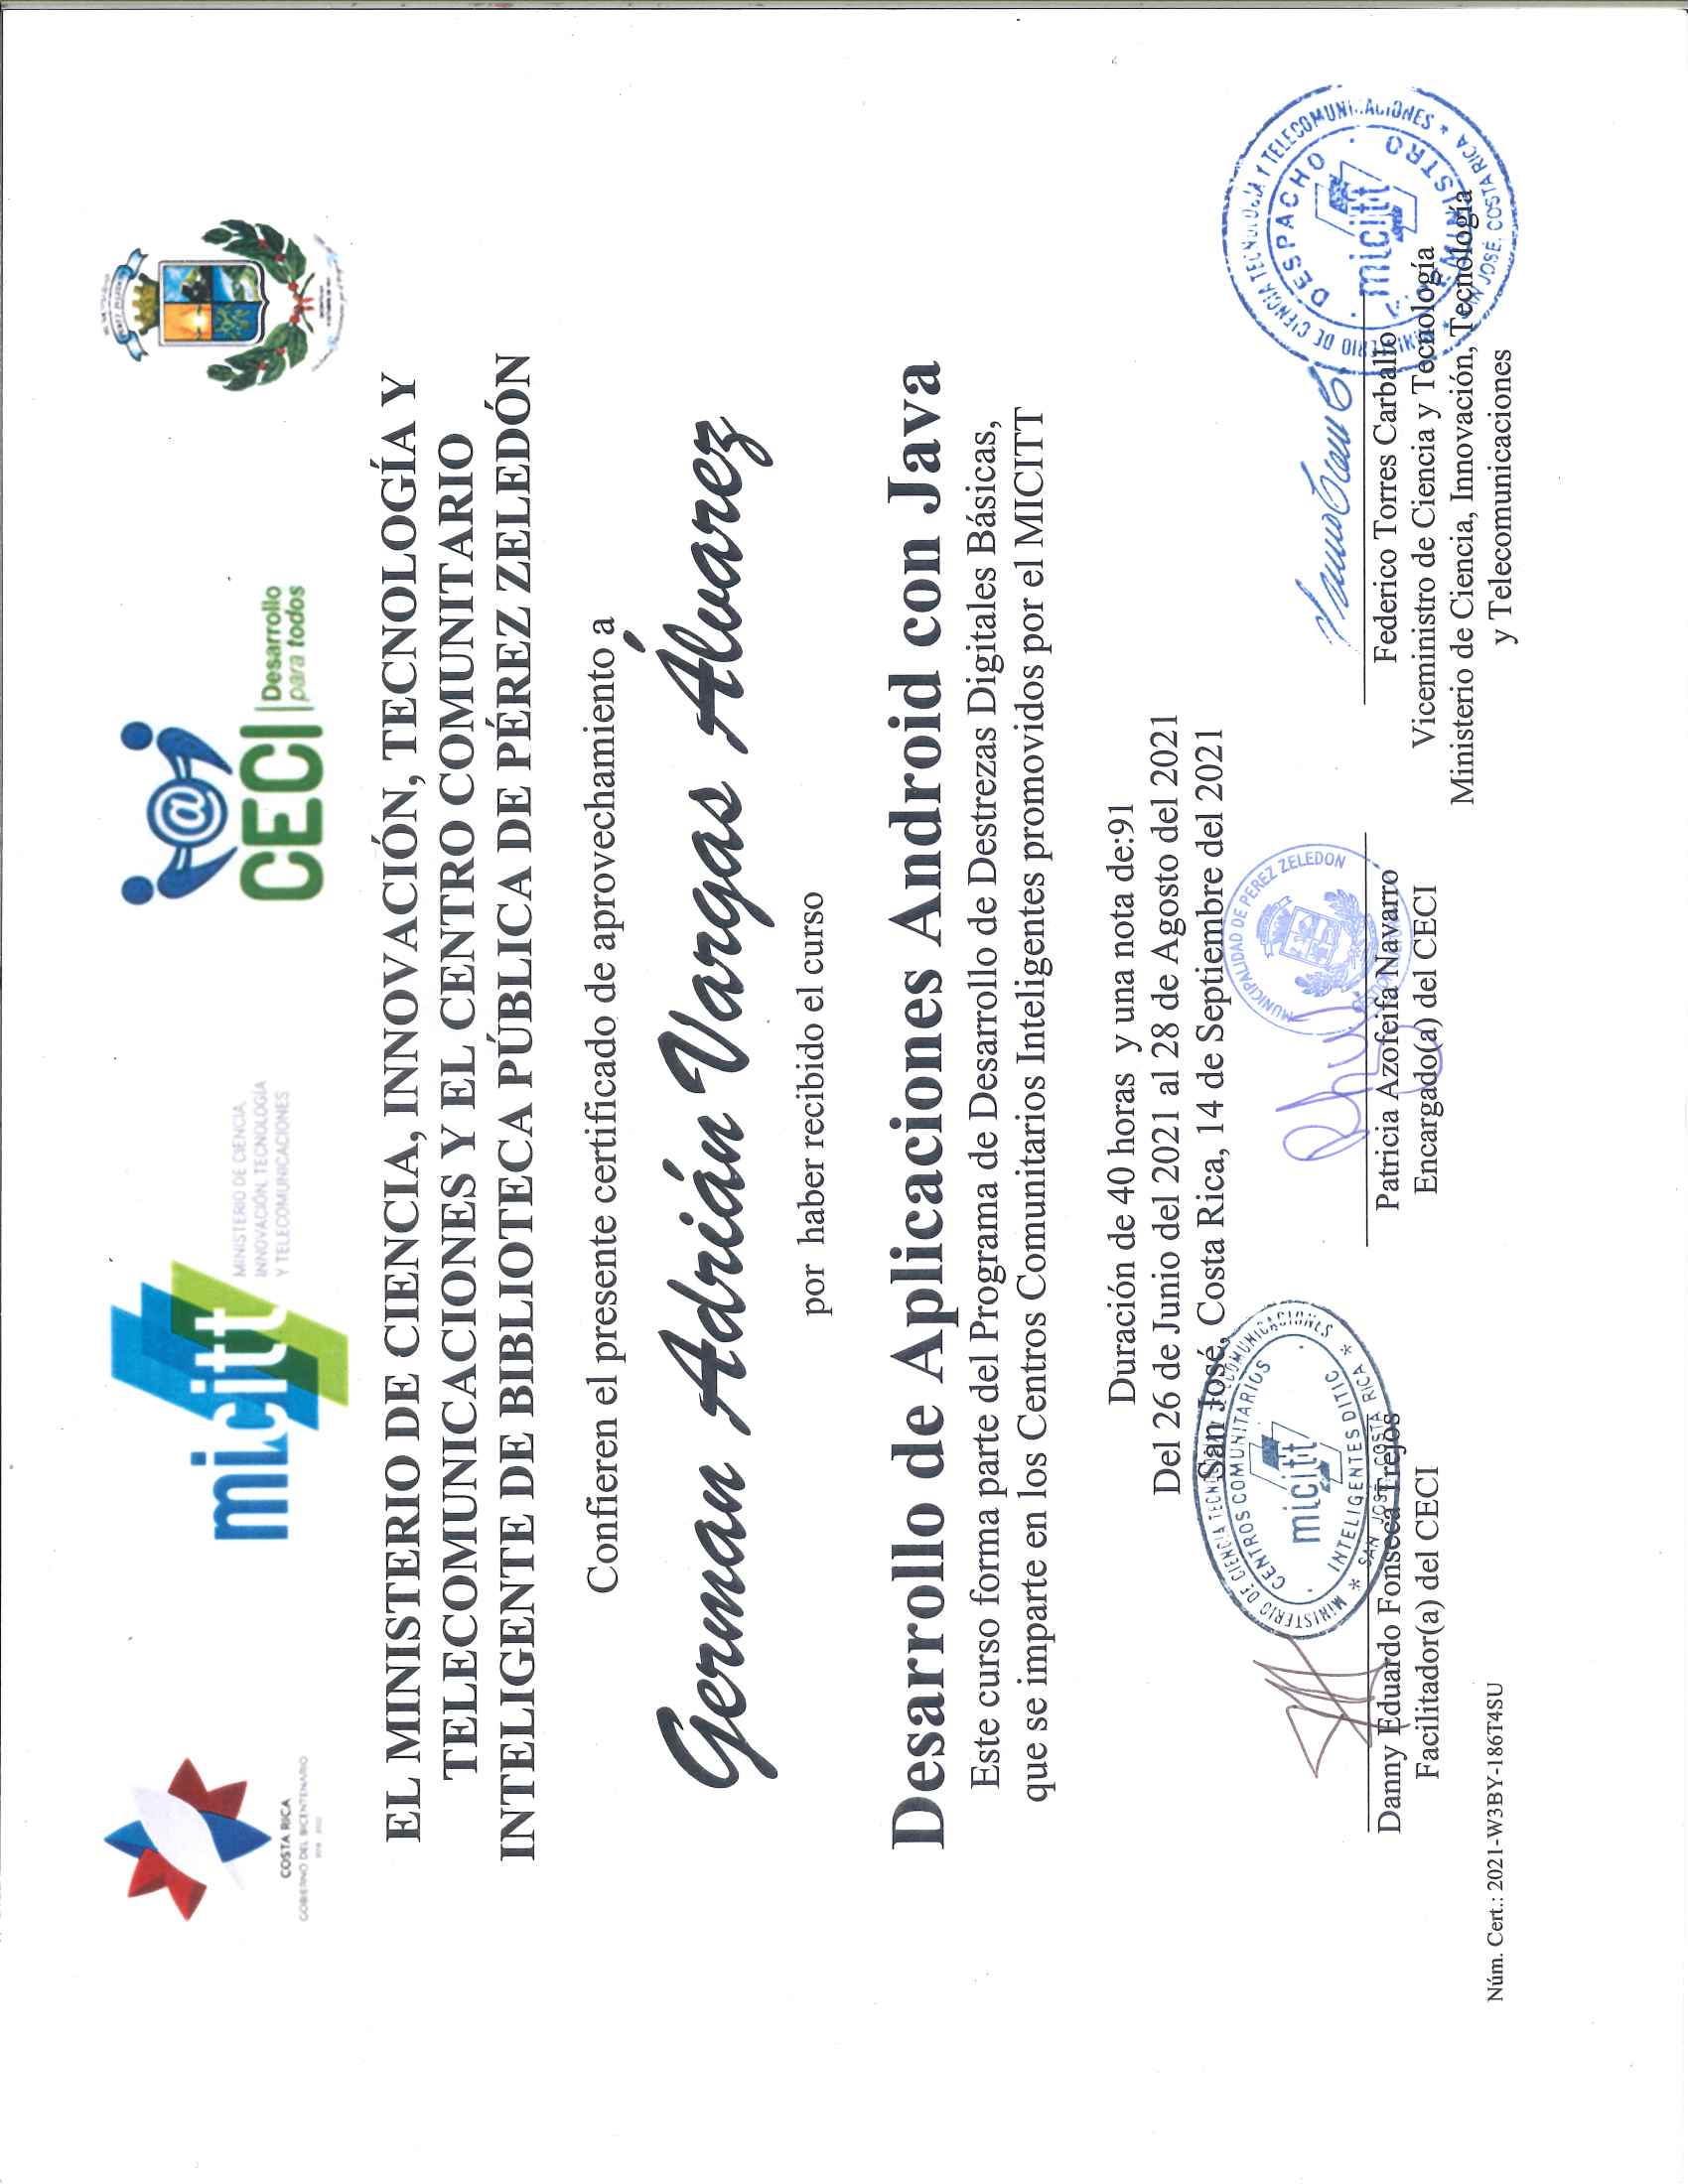 COSTA RICA
GOBIERNO DEL BICENTENARIO
2018 - 2022
micitt
MINISTERIO DE CIENCIA,
INNOVACIÓN, TECNOLOGÍA
Y TELECOMUNICACIONES
@
CECI
Desarrollo
para todos
EL MINISTERIO DE CIENCIA, INNOVACIÓN, TECNOLOGÍA Y
TELECOMUNICACIONES Y EL CENTRO COMUNITARIO
INTELIGENTE DE BIBLIOTECA PÚBLICA DE PÉREZ ZELEDÓN
Confieren el presente certificado de aprovechamiento a
German Adrián Vargas Álvarez
por haber recibido el curso
Desarrollo de Aplicaciones Android con Java
Este curso forma parte del Programa de Desarrollo de Destrezas Digitales Básicas,
que se imparte en los Centros Comunitarios Inteligentes promovidos por el MICITT
Duración de 40 horas y una nota de:91
Del 26 de Junio del 2021 al 28 de Agosto del 2021
San José, Costa Rica, 14 de Septiembre del 2021
MINISTERIO DE CIENCIA TECNOLOGIA Y TELECOMUNICACIONES
CENTROS COMUNITARIOS
micitt
INTELIGENTES DITIC
* SAN JOSÉ, COSTA RICA *
MUNICIPALIDAD DE PEREZ ZELEDON
MINISTERIO DE CIENCIA TECNOLOGIA Y TELECOMUNICACIONES
DESPACHO
micitt
VICEMINISTRO
* SAN JOSÉ, COSTA RICA *
Danny Eduardo Fonseca Trejos
Facilitador(a) del CECI
Patricia Azofeifa Navarro
Encargado(a) del CECI
Federico Torres Carballo
Viceministro de Ciencia y Tecnología
Ministerio de Ciencia, Innovación, Tecnología
y Telecomunicaciones
Núm. Cert.: 2021-W3BY-186T4SU